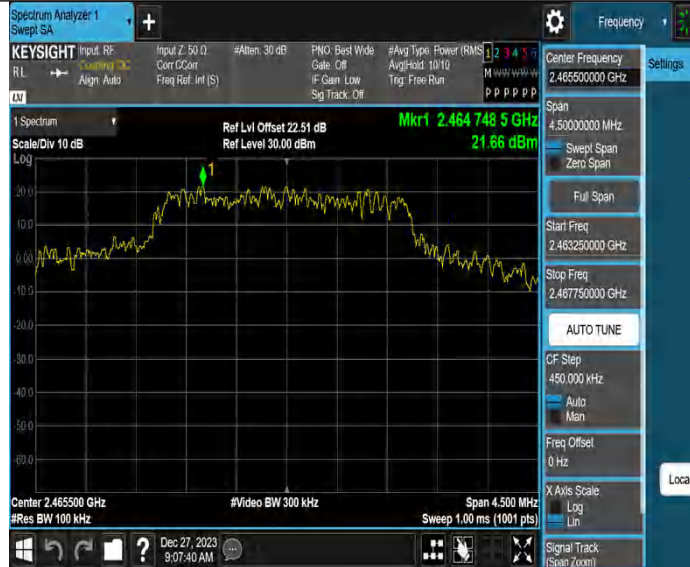 Spectrum Analyzer 1
Swept SA
+
Frequency
KEYSIGHT
Input: RF
Coupling: DC
Align: Auto
Input Z: 50 Ω
Corr CCorr
Freq Ref: Int (S)
#Atten: 30 dB
PNO: Best Wide
Gate: Off
IF Gain: Low
Sig Track: Off
#Avg Type: Power (RMS
Avg|Hold: 10/10
Trig: Free Run
1 2 3 4 5 6
M W W W W W
P P P P P P
R L
LXI
1 Spectrum
Scale/Div 10 dB
Ref Lvl Offset 22.51 dB
Ref Level 30.00 dBm
Mkr1 2.464 748 5 GHz
21.66 dBm
Log
1
20.0
10.0
0.00
-10.0
-20.0
-30.0
-40.0
-50.0
-60.0
Center 2.465500 GHz
#Res BW 100 kHz
#Video BW 300 kHz
Span 4.500 MHz
Sweep 1.00 ms (1001 pts)
?
Dec 27, 2023
9:07:40 AM
Center Frequency
2.465500000 GHz
Span
4.50000000 MHz
Swept Span
Zero Span
Full Span
Start Freq
2.463250000 GHz
Stop Freq
2.467750000 GHz
AUTO TUNE
CF Step
450.000 kHz
Auto
Man
Freq Offset
0 Hz
X Axis Scale
Log
Lin
Signal Track
(Span Zoom)
Settings
Loca